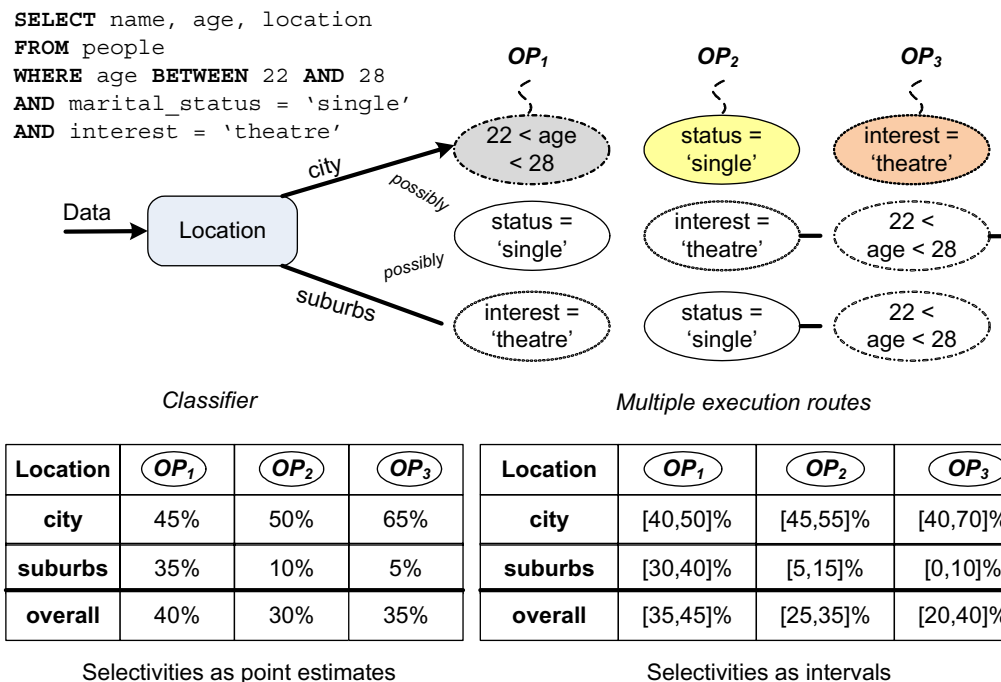 SELECT name, age, location
FROM people
WHERE age BETWEEN 22 AND 28
AND marital_status = ‘single’
AND interest = ‘theatre’
OP1
OP2
OP3
22 < age
< 28
status =
‘single’
interest =
‘theatre’
city
possibly
Data
Location
status =
‘single’
interest =
‘theatre’
22 <
age < 28
possibly
suburbs
interest =
‘theatre’
status =
‘single’
22 <
age < 28
Classifier
Multiple execution routes
Location OP1 OP2 OP3
city 45% 50% 65%
suburbs 35% 10% 5%
overall 40% 30% 35%
Selectivities as point estimates
Location OP1 OP2 OP3
city [40,50]% [45,55]% [40,70]%
suburbs [30,40]% [5,15]% [0,10]%
overall [35,45]% [25,35]% [20,40]%
Selectivities as intervals